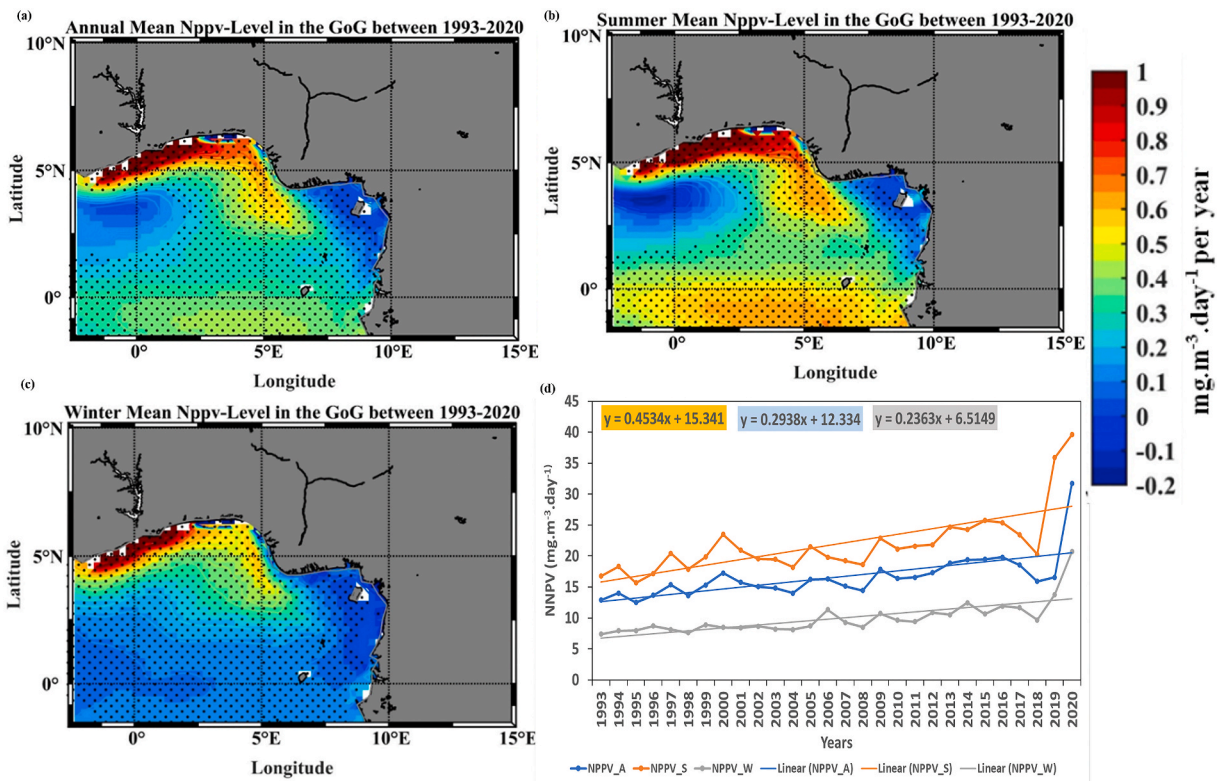 (a)
Annual Mean Nppv-Level in the GoG between 1993-2020
10°N
5°N
0°
Latitude
0° 5°E 10°E 15°E
Longitude
(b)
Summer Mean Nppv-Level in the GoG between 1993-2020
10°N
5°N
0°
Latitude
0° 5°E 10°E 15°E
Longitude
1
0.9
0.8
0.7
0.6
0.5
0.4
0.3
0.2
0.1
0
-0.1
-0.2
mg.m⁻³.day⁻¹ per year
(c)
Winter Mean Nppv-Level in the GoG between 1993-2020
10°N
5°N
0°
Latitude
0° 5°E 10°E 15°E
Longitude
(d)
y = 0.4534x + 15.341 y = 0.2938x + 12.334 y = 0.2363x + 6.5149
45
40
35
30
25
20
15
10
5
0
NNPV (mg.m⁻³.day⁻¹)
1993 1994 1995 1996 1997 1998 1999 2000 2001 2002 2003 2004 2005 2006 2007 2008 2009 2010 2011 2012 2013 2014 2015 2016 2017 2018 2019 2020
Years
NPPV_A NPPV_S NPPV_W Linear (NPPV_A) Linear (NPPV_S) Linear (NPPV_W)